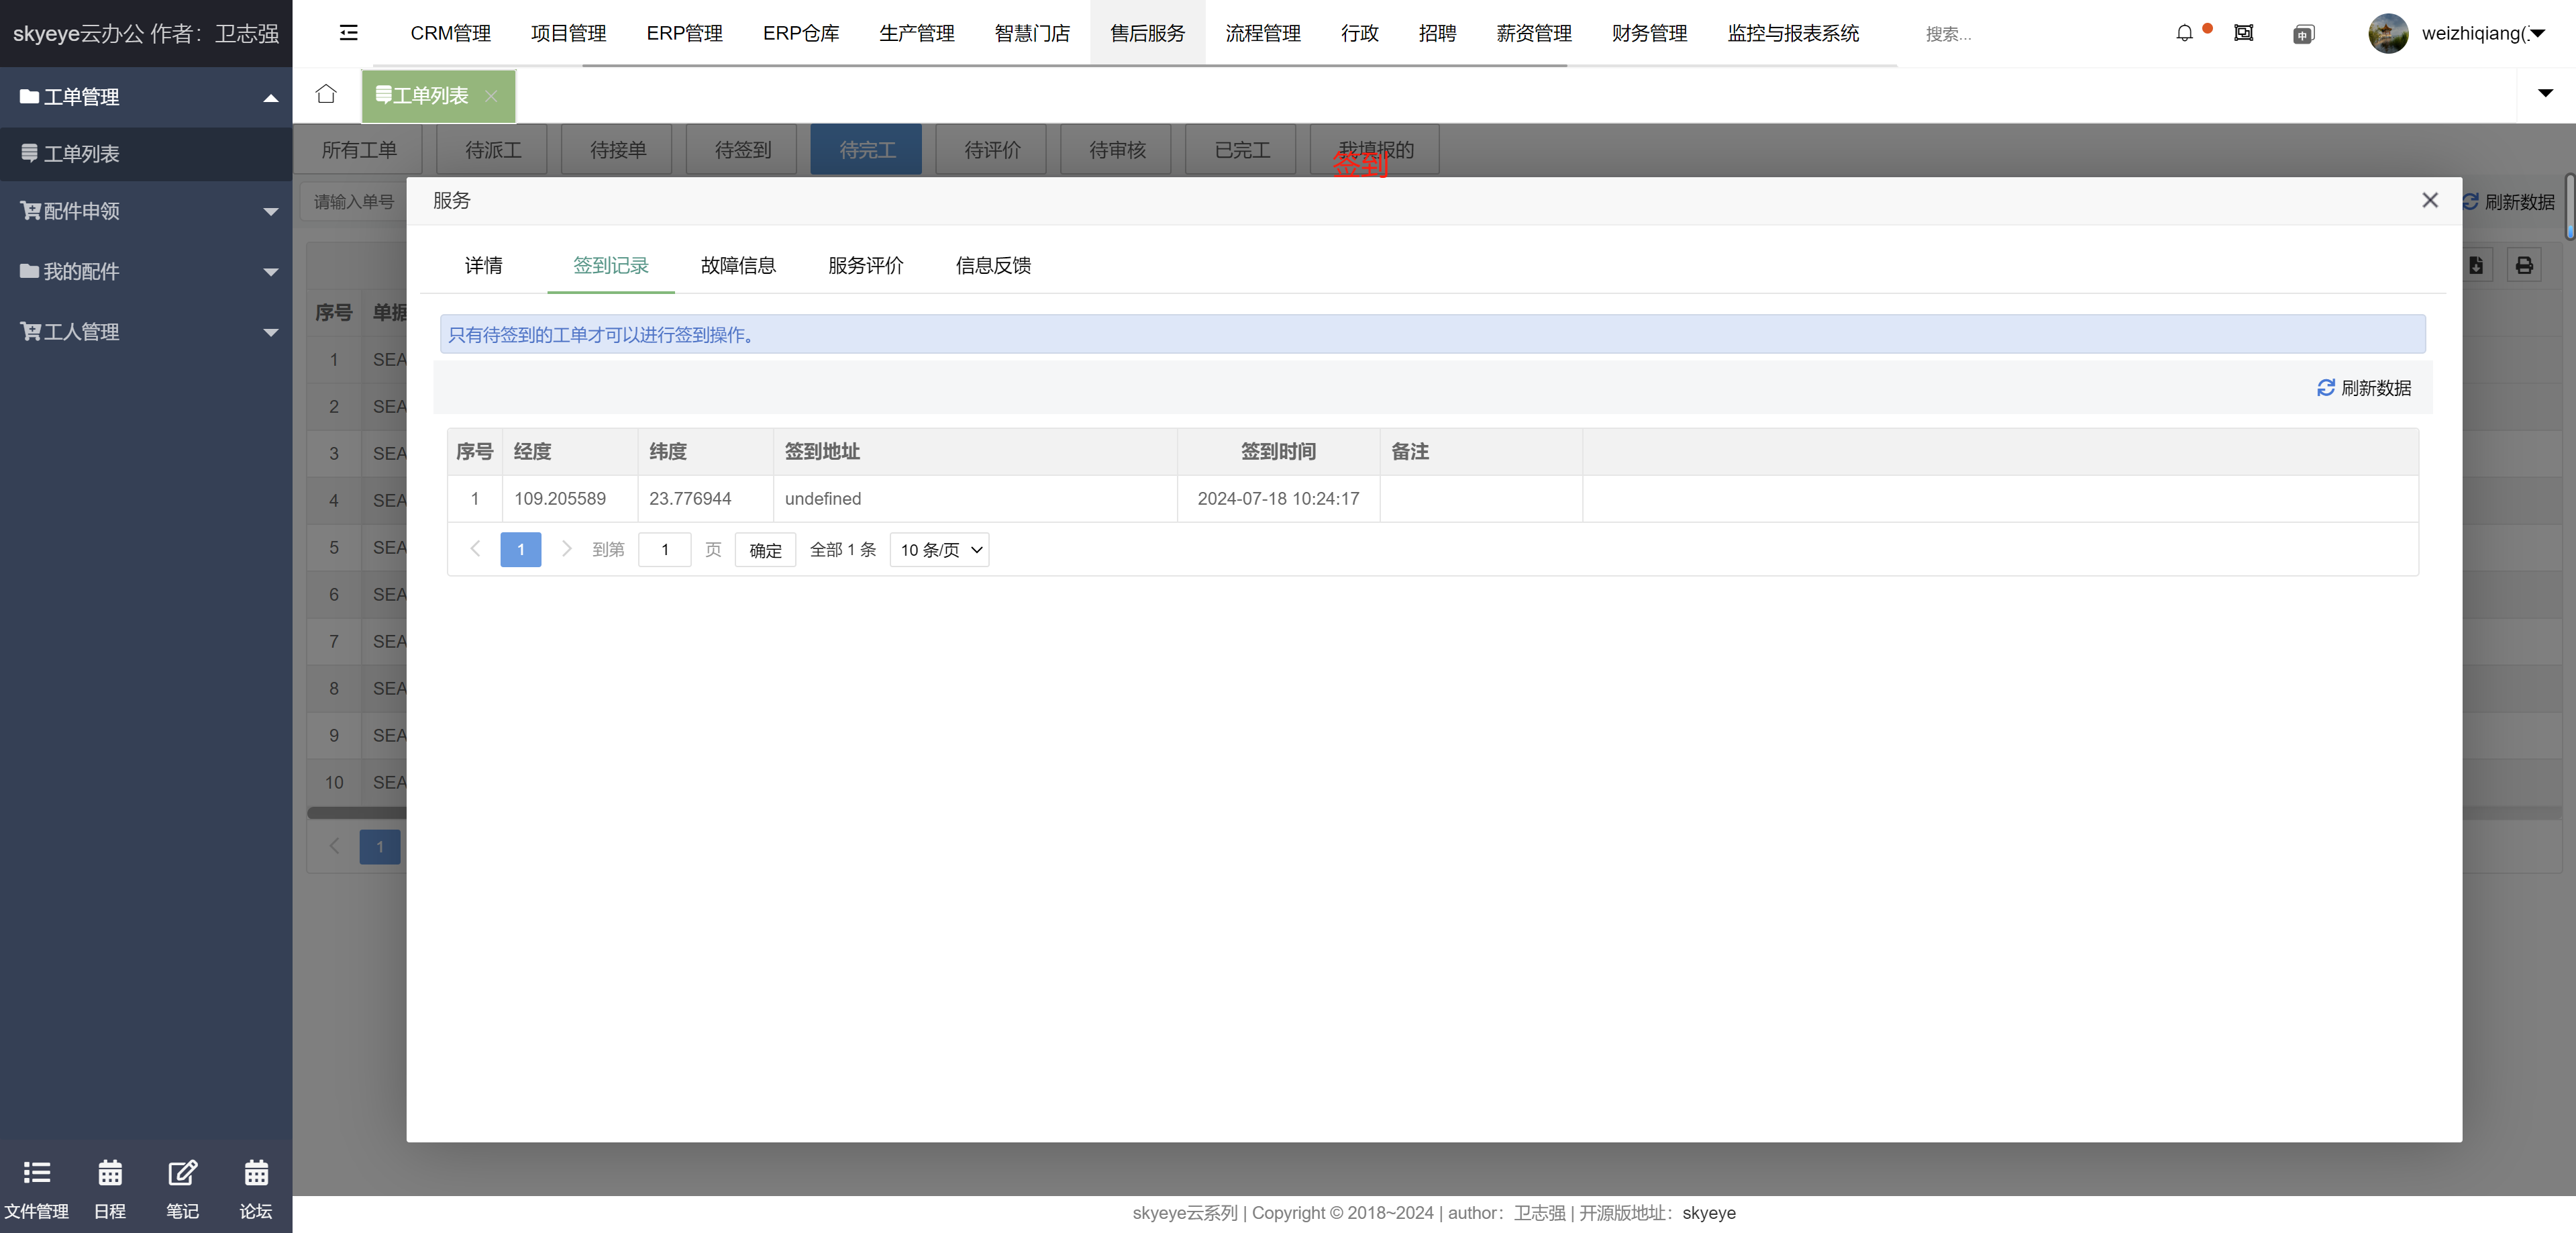 skyeye云办公 作者：卫志强
CRM管理 项目管理 ERP管理 ERP仓库 生产管理 智慧门店 售后服务 流程管理 行政 招聘 薪资管理 财务管理 监控与报表系统
搜索...
中
weizhiqiang(
工单管理
工单列表
配件申领
我的配件
工人管理
工单列表
所有工单 待派工 待接单 待签到 待完工 待评价 待审核 已完工 我填报的
签到
请输入单号
刷新数据
序号 单据
1 SEA
2 SEA
3 SEA
4 SEA
5 SEA
6 SEA
7 SEA
8 SEA
9 SEA
10 SEA
1
服务
详情 签到记录 故障信息 服务评价 信息反馈
只有待签到的工单才可以进行签到操作。
刷新数据
序号 经度 纬度 签到地址 签到时间 备注
1 109.205589 23.776944 undefined 2024-07-18 10:24:17
1 到第 1 页 确定 全部 1 条 10 条/页
文件管理 日程 笔记 论坛
skyeye云系列 | Copyright © 2018~2024 | author：卫志强 | 开源版地址：skyeye